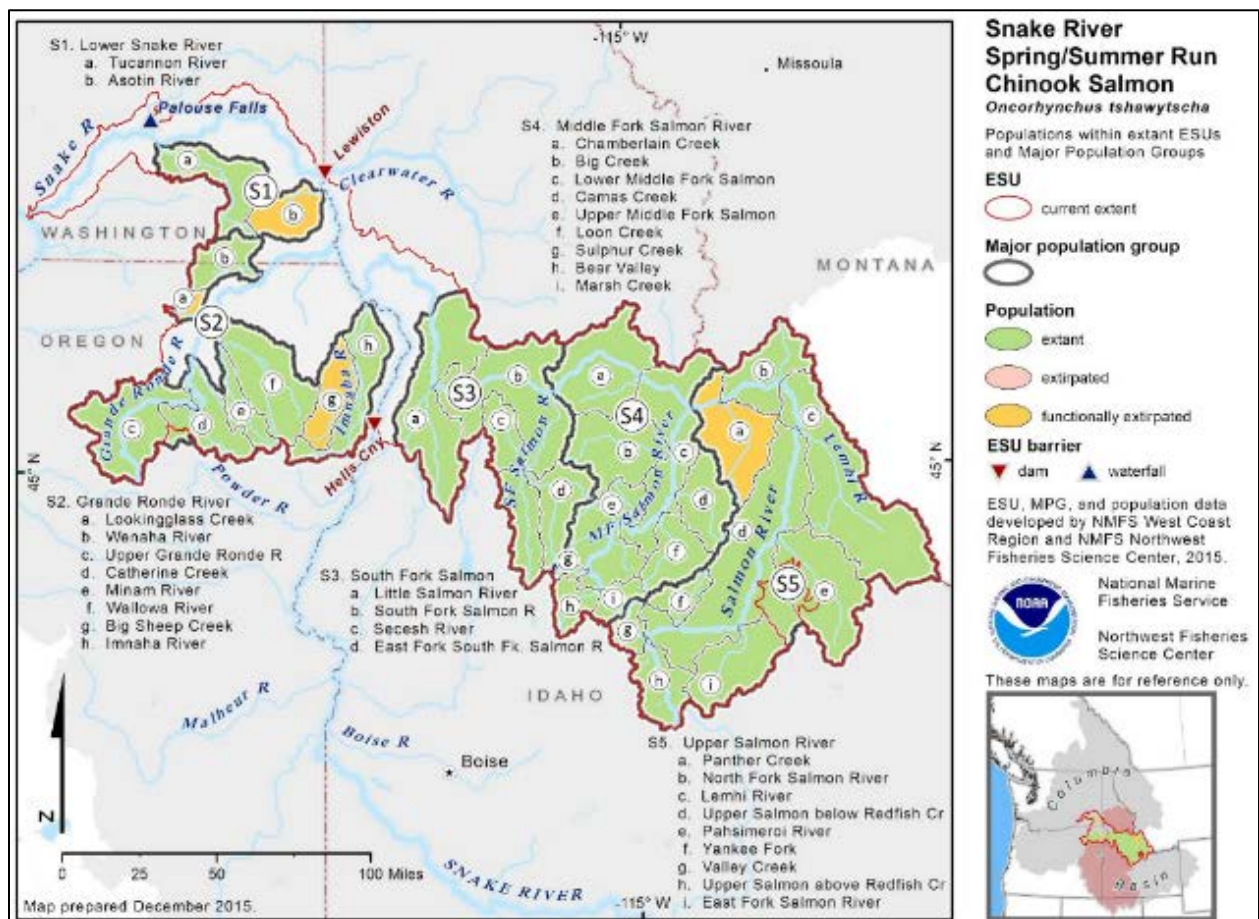 S1. Lower Snake River
a. Tucannon River
b. Asotin River
Palouse Falls
Snake R
Lewiston
Clearwater R
-115° W
Missoula
WASHINGTON
OREGON
MONTANA
IDAHO
S4. Middle Fork Salmon River
a. Chamberlain Creek
b. Big Creek
c. Lower Middle Fork Salmon
d. Camas Creek
e. Upper Middle Fork Salmon
f. Loon Creek
g. Sulphur Creek
h. Bear Valley
i. Marsh Creek
S1
a
b
S2
a
b
c
d
e
f
g
h
Grande Ronde R
Imnaha R
Hells Cny
Powder R
S3
a
b
c
d
SF Salmon R
S4
a
b
c
d
e
f
g
h
i
MF Salmon River
S5
a
b
c
d
e
f
g
h
i
Salmon River
Lemhi R
45° N
45° N
S2. Grande Ronde River
a. Lookingglass Creek
b. Wenaha River
c. Upper Grande Ronde R
d. Catherine Creek
e. Minam River
f. Wallowa River
g. Big Sheep Creek
h. Imnaha River
S3. South Fork Salmon
a. Little Salmon River
b. South Fork Salmon R
c. Secesh River
d. East Fork South Fk. Salmon R
Malheur R
Boise R
Boise
SNAKE RIVER
S5. Upper Salmon River
a. Panther Creek
b. North Fork Salmon River
c. Lemhi River
d. Upper Salmon below Redfish Cr
e. Pahsimeroi River
f. Yankee Fork
g. Valley Creek
h. Upper Salmon above Redfish Cr
i. East Fork Salmon River
N
0 25 50 100 Miles
Map prepared December 2015.
-115° W
Snake River
Spring/Summer Run
Chinook Salmon
Oncorhynchus tshawytscha
Populations within extant ESUs
and Major Population Groups
ESU
current extent
Major population group
Population
extant
extirpated
functionally extirpated
ESU barrier
dam
waterfall
ESU, MPG, and population data
developed by NMFS West Coast
Region and NMFS Northwest
Fisheries Science Center, 2015.
NOAA
National Marine
Fisheries Service
Northwest Fisheries
Science Center
These maps are for reference only.
Columbia
Basin